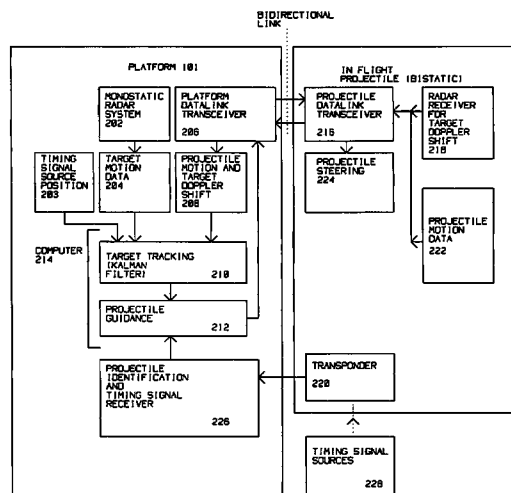 BIDIRECTIONAL
LINK
PLATFORM 101
IN FLIGHT
PROJECTILE (BISTATIC)
MONOSTATIC
RADAR
SYSTEM
202
PLATFORM
DATALINK
TRANSCEIVER
206
PROJECTILE
DATALINK
TRANSCEIVER
216
RADAR
RECEIVER
FOR
TARGET
DOPPLER
SHIFT
218
TIMING
SIGNAL
SOURCE
POSITION
203
TARGET
MOTION
DATA
204
PROJECTILE
MOTION AND
TARGET
DOPPLER
SHIFT
208
PROJECTILE
STEERING
224
PROJECTILE
MOTION
DATA
222
COMPUTER
214
TARGET TRACKING
(KALMAN
FILTER)
210
PROJECTILE
GUIDANCE
212
PROJECTILE
IDENTIFICATION
AND
TIMING SIGNAL
RECEIVER
226
TRANSPONDER
220
TIMING SIGNAL
SOURCES
228